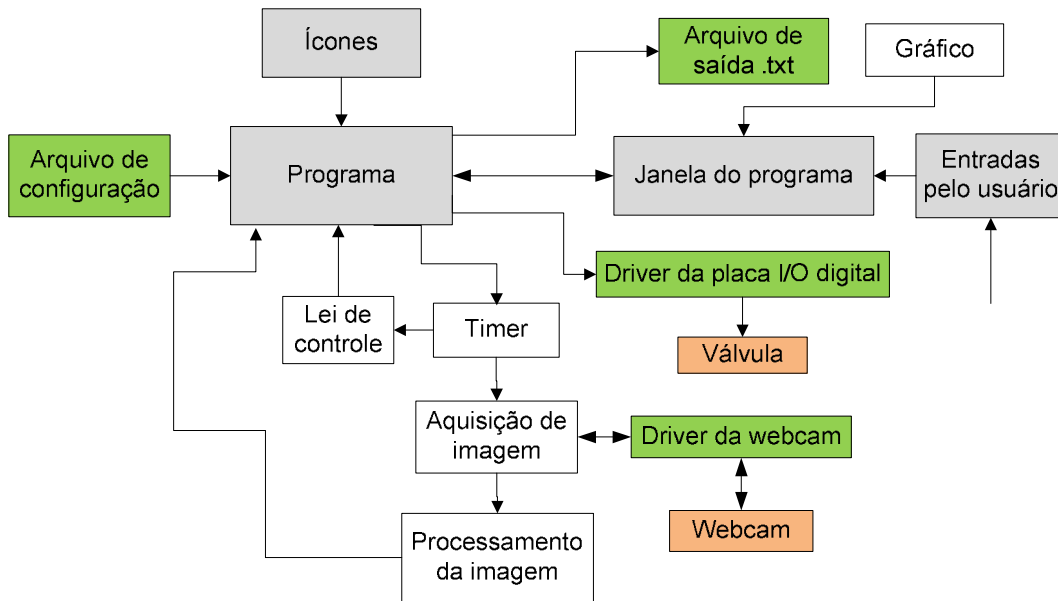 Ícones
Arquivo de
saída .txt
Gráfico
Arquivo de
configuração
Programa
Janela do programa
Entradas
pelo usuário
Driver da placa I/O digital
Lei de
controle
Timer
Válvula
Aquisição de
imagem
Driver da webcam
Processamento
da imagem
Webcam